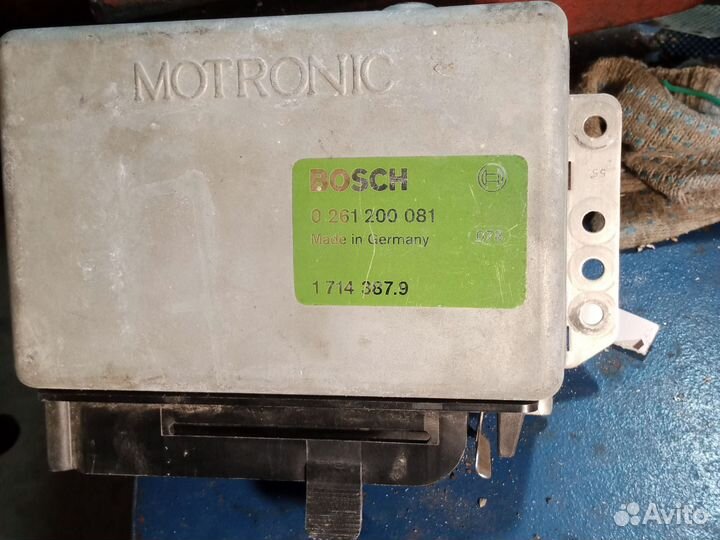 MOTRONIC
BOSCH
0 261 200 081
Made in Germany
1 714 387.9
Avito